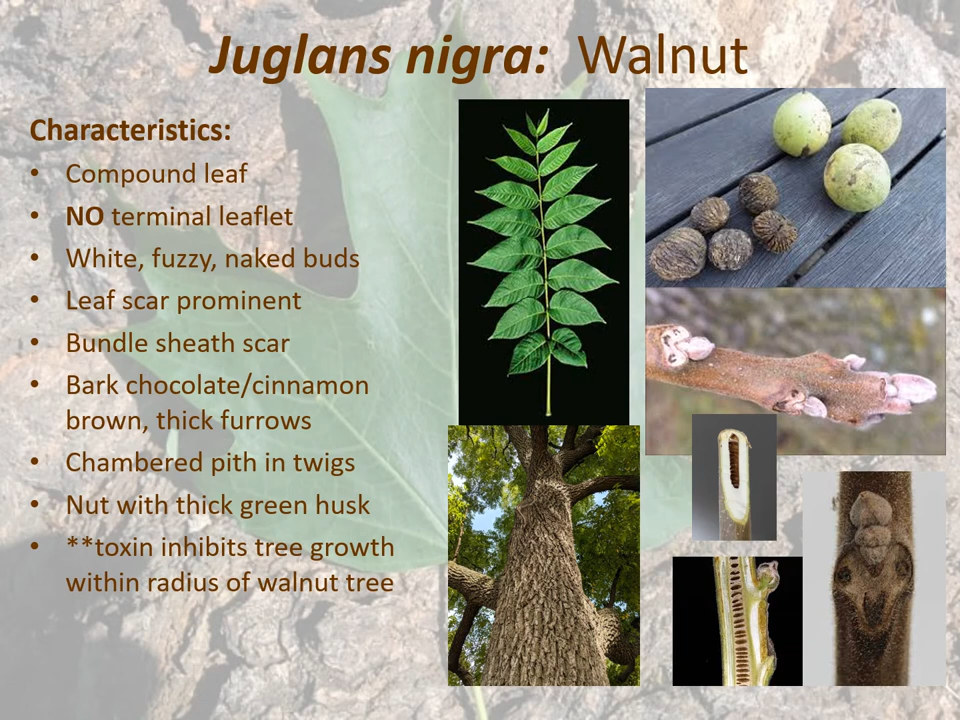 Juglans nigra: Walnut
Characteristics:
• Compound leaf
• NO terminal leaflet
• White, fuzzy, naked buds
• Leaf scar prominent
• Bundle sheath scar
• Bark chocolate/cinnamon
brown, thick furrows
• Chambered pith in twigs
• Nut with thick green husk
• **toxin inhibits tree growth
within radius of walnut tree